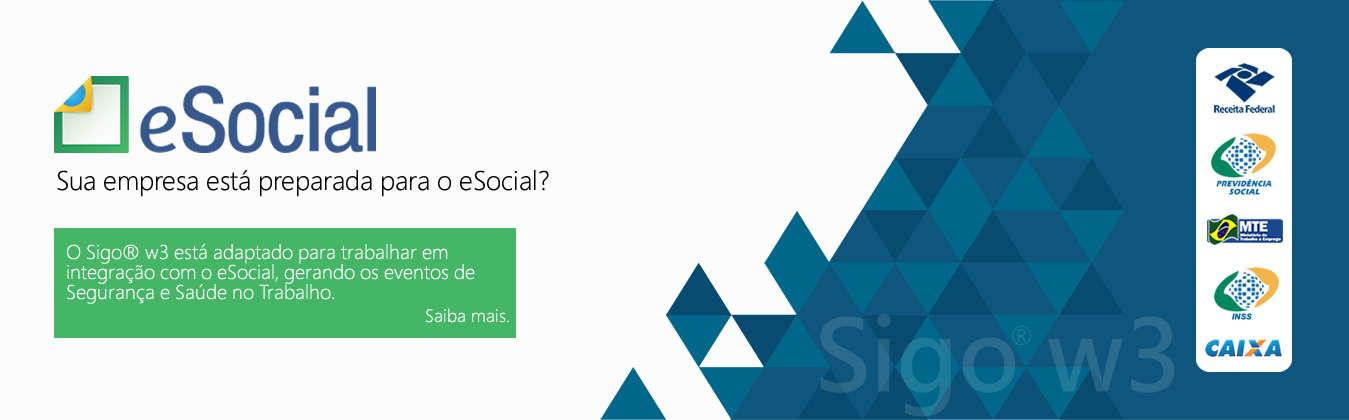 eSocial
Sua empresa está preparada para o eSocial?
O Sigo® w3 está adaptado para trabalhar em
integração com o eSocial, gerando os eventos de
Segurança e Saúde no Trabalho.
Saiba mais.
Sigo® w3
Receita Federal
PREVIDÊNCIA
SOCIAL
MTE
Ministério do
Trabalho e Emprego
INSS
CAIXA